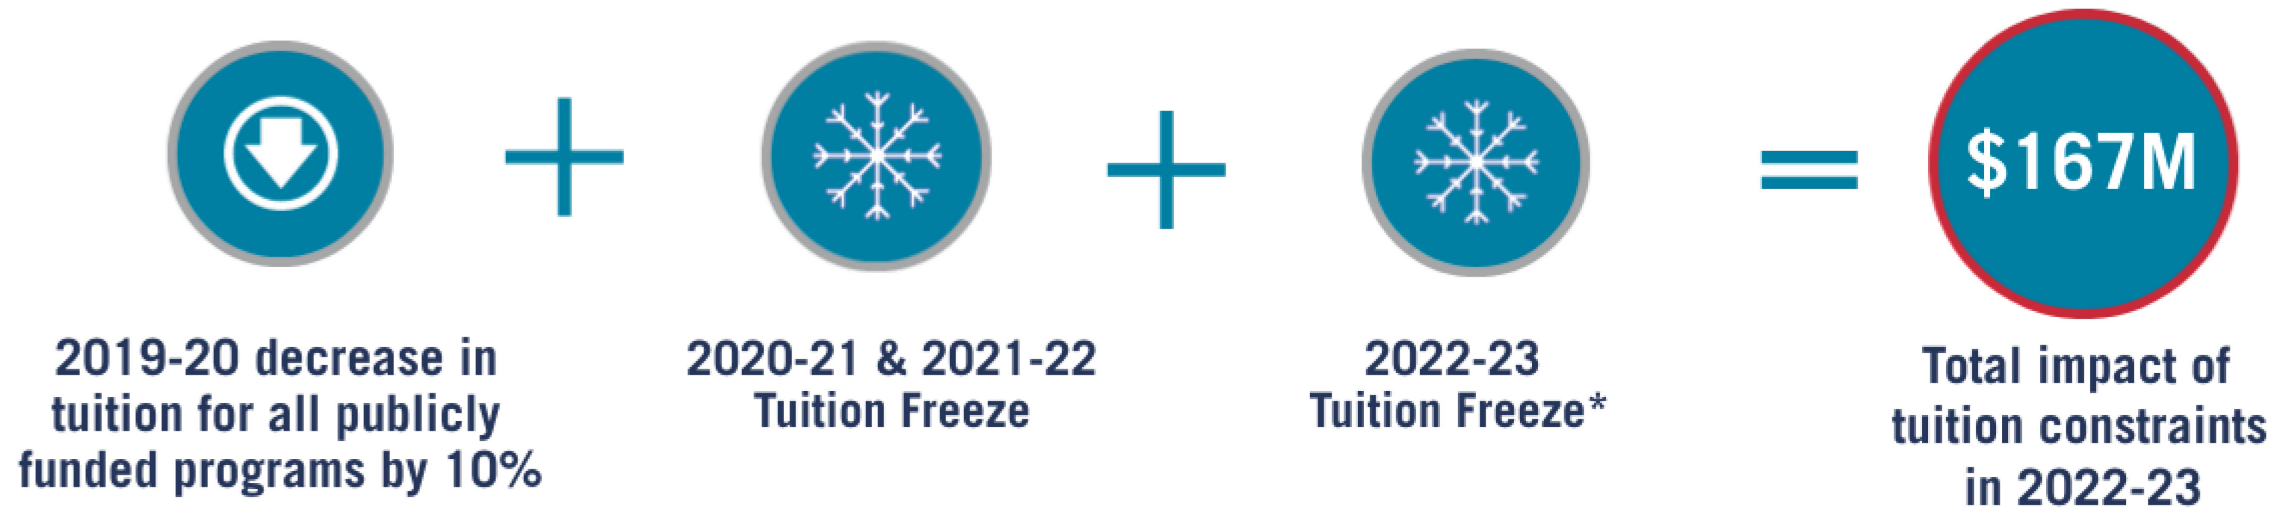 $167M
2019-20 decrease in
tuition for all publicly
funded programs by 10%
2020-21 & 2021-22
Tuition Freeze
2022-23
Tuition Freeze*
Total impact of
tuition constraints
in 2022-23